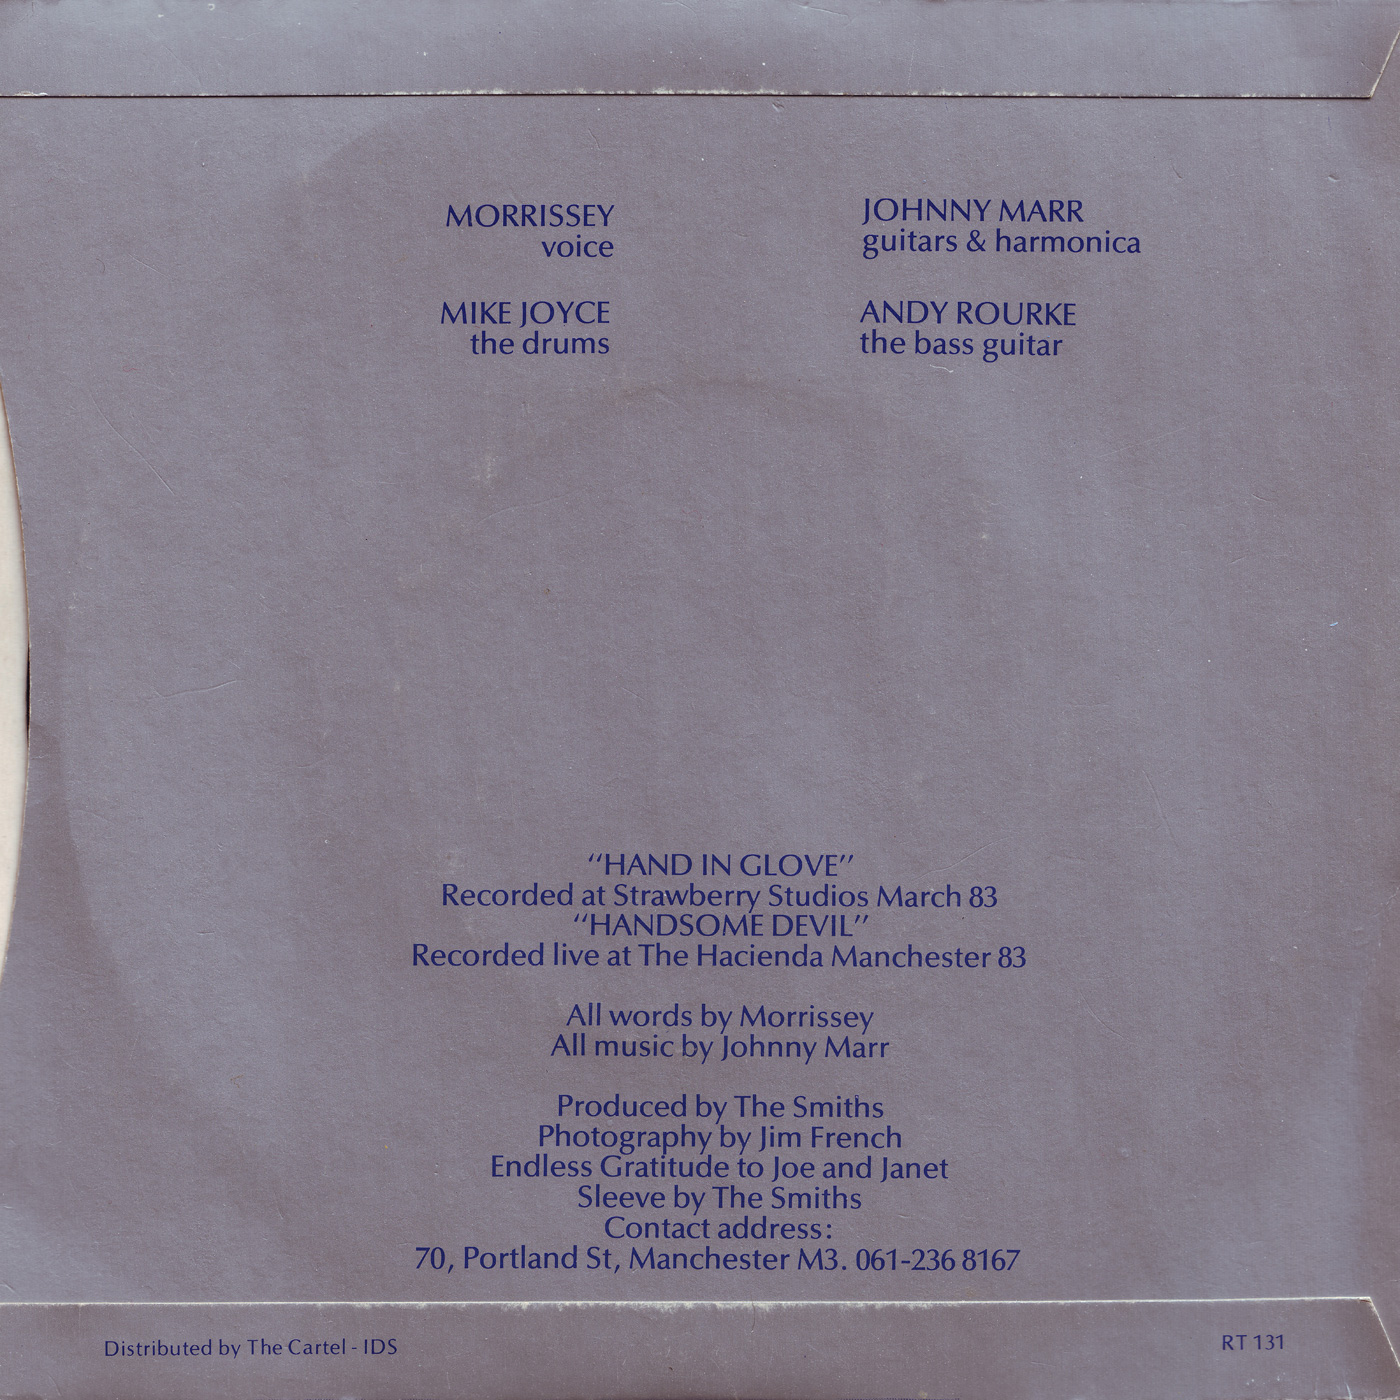 MORRISSEY
voice
JOHNNY MARR
guitars & harmonica
MIKE JOYCE
the drums
ANDY ROURKE
the bass guitar
"HAND IN GLOVE"
Recorded at Strawberry Studios March 83
"HANDSOME DEVIL"
Recorded live at The Hacienda Manchester 83
All words by Morrissey
All music by Johnny Marr
Produced by The Smiths
Photography by Jim French
Endless Gratitude to Joe and Janet
Sleeve by The Smiths
Contact address:
70, Portland St, Manchester M3. 061-236 8167
Distributed by The Cartel - IDS
RT 131